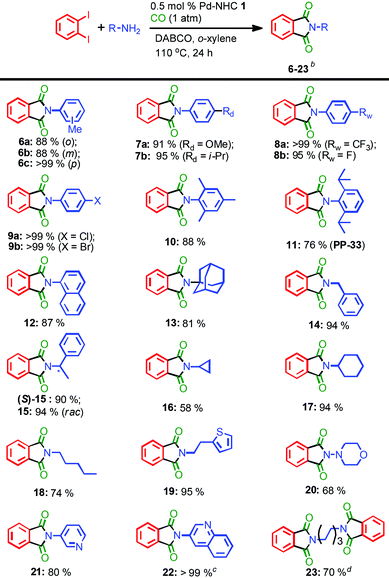 I
I
+ R–NH2
0.5 mol % Pd-NHC 1
CO (1 atm)
DABCO, o-xylene
110 °C, 24 h
O
N–R
O
6-23 b
O
N
O
Me
6a: 88 % (o);
6b: 88 % (m);
6c: >99 % (p)
O
N
O
Rd
7a: 91 % (Rd = OMe);
7b: 95 % (Rd = i-Pr)
O
N
O
Rw
8a: >99 % (Rw = CF3);
8b: 95 % (Rw = F)
O
N
O
X
9a: >99 % (X = Cl);
9b: >99 % (X = Br)
O
N
O
10: 88 %
O
N
O
11: 76 % (PP-33)
O
N
O
12: 87 %
O
N
O
13: 81 %
O
N
O
14: 94 %
O
N
O
(S)-15 : 90 %;
15: 94 % (rac)
O
N
O
16: 58 %
O
N
O
17: 94 %
O
N
O
18: 74 %
O
N
O
S
19: 95 %
O
N–N
O
O
20: 68 %
O
N
O
N
21: 80 %
O
N
O
N
22: > 99 % c
O
N
O
( ) 3
O
N
O
23: 70 % d